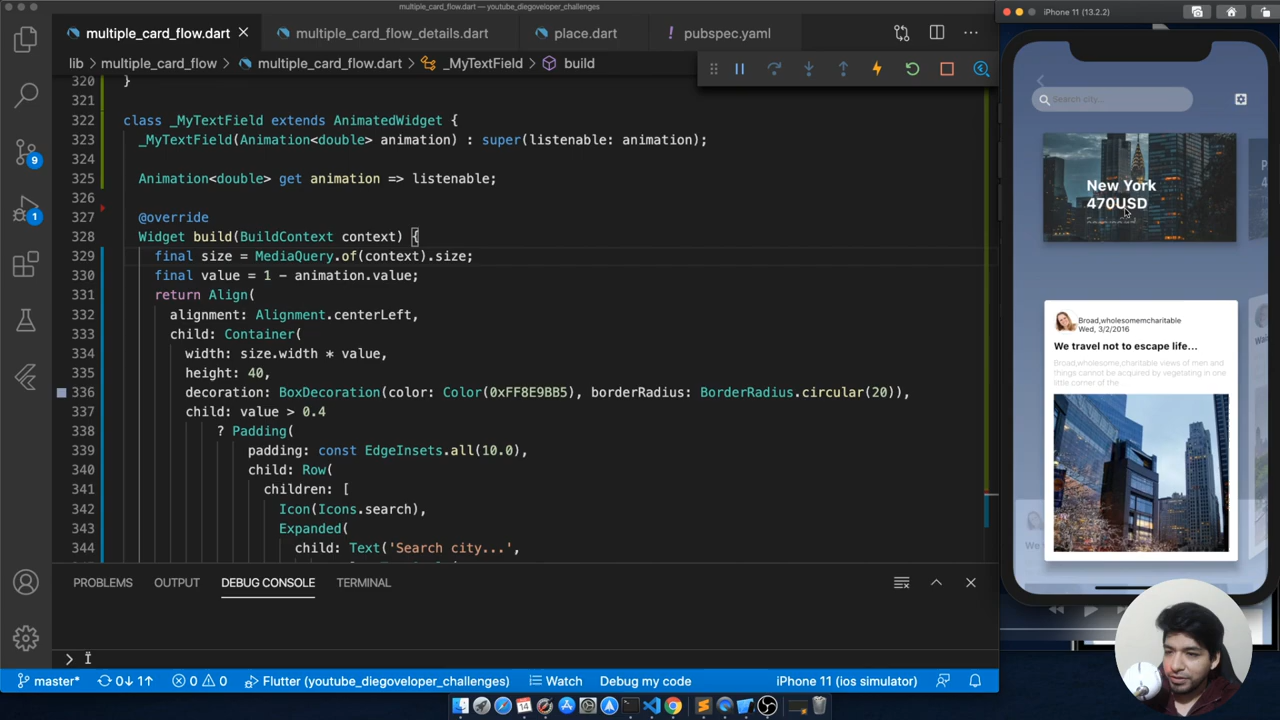 multiple_card_flow.dart — youtube_diegoveloper_challenges
multiple_card_flow.dart
multiple_card_flow_details.dart
place.dart
pubspec.yaml
lib > multiple_card_flow > multiple_card_flow.dart > _MyTextField > build
320 }
321
322 class _MyTextField extends AnimatedWidget {
323 _MyTextField(Animation<double> animation) : super(listenable: animation);
324
325 Animation<double> get animation => listenable;
326
327 @override
328 Widget build(BuildContext context) {
329 final size = MediaQuery.of(context).size;
330 final value = 1 - animation.value;
331 return Align(
332 alignment: Alignment.centerLeft,
333 child: Container(
334 width: size.width * value,
335 height: 40,
336 decoration: BoxDecoration(color: Color(0xFF8E9BB5), borderRadius: BorderRadius.circular(20)),
337 child: value > 0.4
338 ? Padding(
339 padding: const EdgeInsets.all(10.0),
340 child: Row(
341 children: [
342 Icon(Icons.search),
343 Expanded(
344 child: Text('Search city...',
9
1
PROBLEMS
OUTPUT
DEBUG CONSOLE
TERMINAL
>
master*
0↓ 1↑
0
0
Flutter (youtube_diegoveloper_challenges)
Watch
Debug my code
iPhone 11 (ios simulator)
14
iPhone 11 (13.2.2)
Search city...
New York
470USD
Broad,wholesomemcharitable
Wed, 3/2/2016
We travel not to escape life...
Broad,wholesome,charitable views of men and
things cannot be acquired by vegetating in one
little corner of the